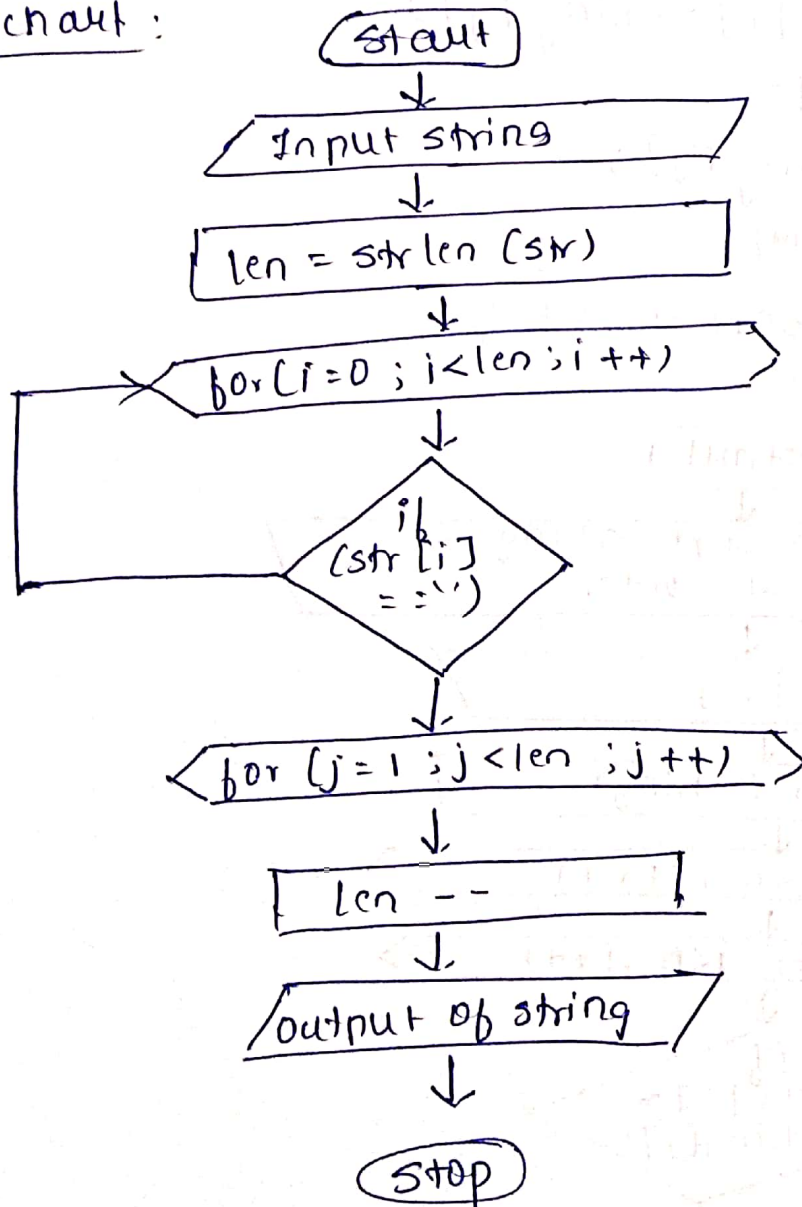 chart :
start
Input string
len = strlen (str)
for (i=0 ; i<len ; i ++)
if
(str [i]
== ' ')
for (j = 1 ; j <len ; j ++)
len --
output of string
stop